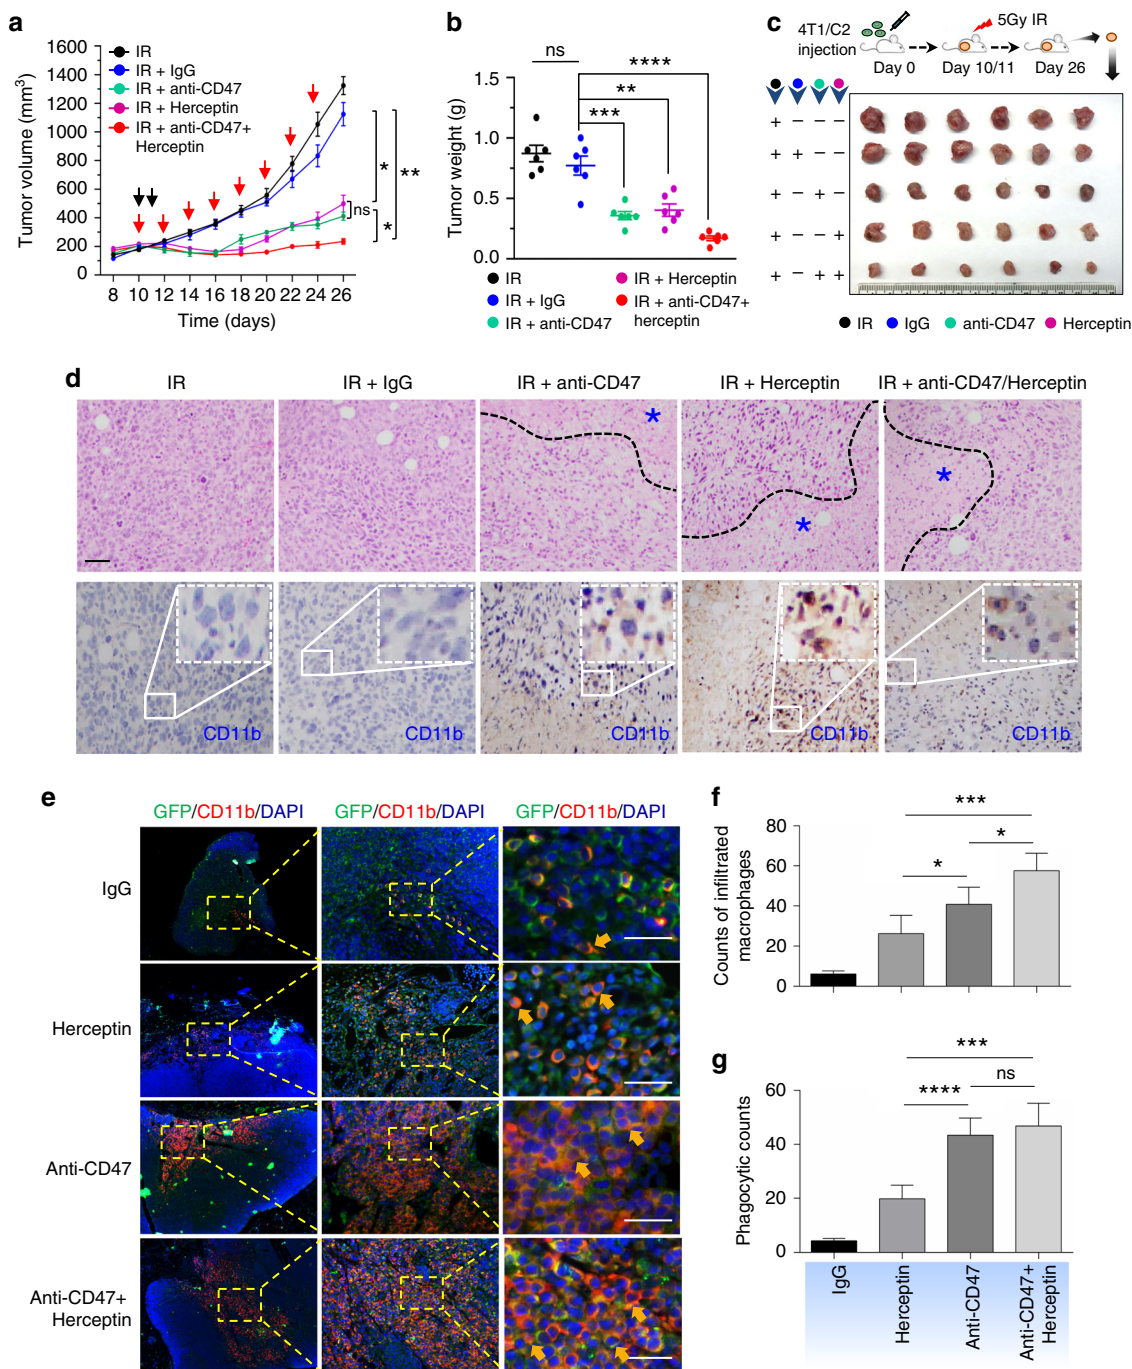 a
Tumor volume (mm³)
1600
1400
1200
1000
800
600
400
200
0
IR
IR + IgG
IR + anti-CD47
IR + Herceptin
IR + anti-CD47+
Herceptin
*
**
ns
*
8 10 12 14 16 18 20 22 24 26
Time (days)
b
Tumor weight (g)
1.5
1.0
0.5
0.0
ns
****
**
***
IR
IR + IgG
IR + anti-CD47
IR + Herceptin
IR + anti-CD47+
herceptin
c
4T1/C2
injection
5Gy IR
Day 0
Day 10/11
Day 26
+ − − −
+ + − −
+ − + −
+ − − +
+ − + +
IR IgG anti-CD47 Herceptin
d
IR
IR + IgG
IR + anti-CD47
IR + Herceptin
IR + anti-CD47/Herceptin
*
*
*
CD11b
CD11b
CD11b
CD11b
CD11b
e
GFP/CD11b/DAPI
GFP/CD11b/DAPI
GFP/CD11b/DAPI
IgG
Herceptin
Anti-CD47
Anti-CD47+
Herceptin
f
Counts of infiltrated
macrophages
80
60
40
20
0
***
*
*
g
Phagocytic counts
60
40
20
0
***
****
ns
IgG
Herceptin
Anti-CD47
Anti-CD47+
Herceptin